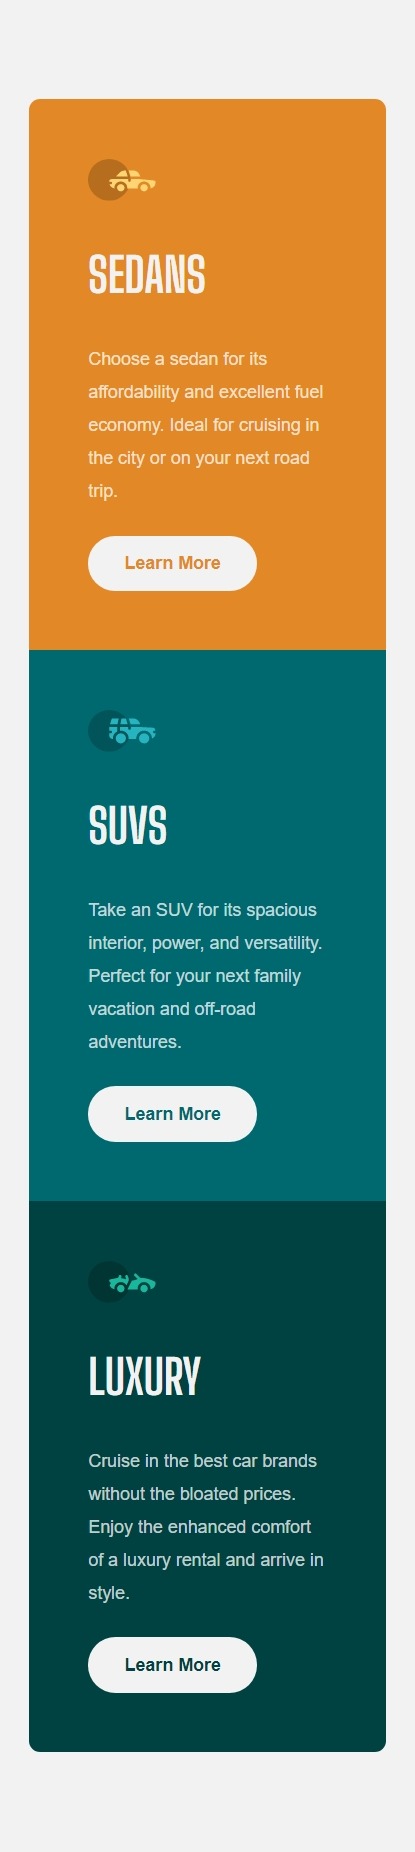 SEDANS
Choose a sedan for its
affordability and excellent fuel
economy. Ideal for cruising in
the city or on your next road
trip.
Learn More
SUVS
Take an SUV for its spacious
interior, power, and versatility.
Perfect for your next family
vacation and off-road
adventures.
Learn More
LUXURY
Cruise in the best car brands
without the bloated prices.
Enjoy the enhanced comfort
of a luxury rental and arrive in
style.
Learn More